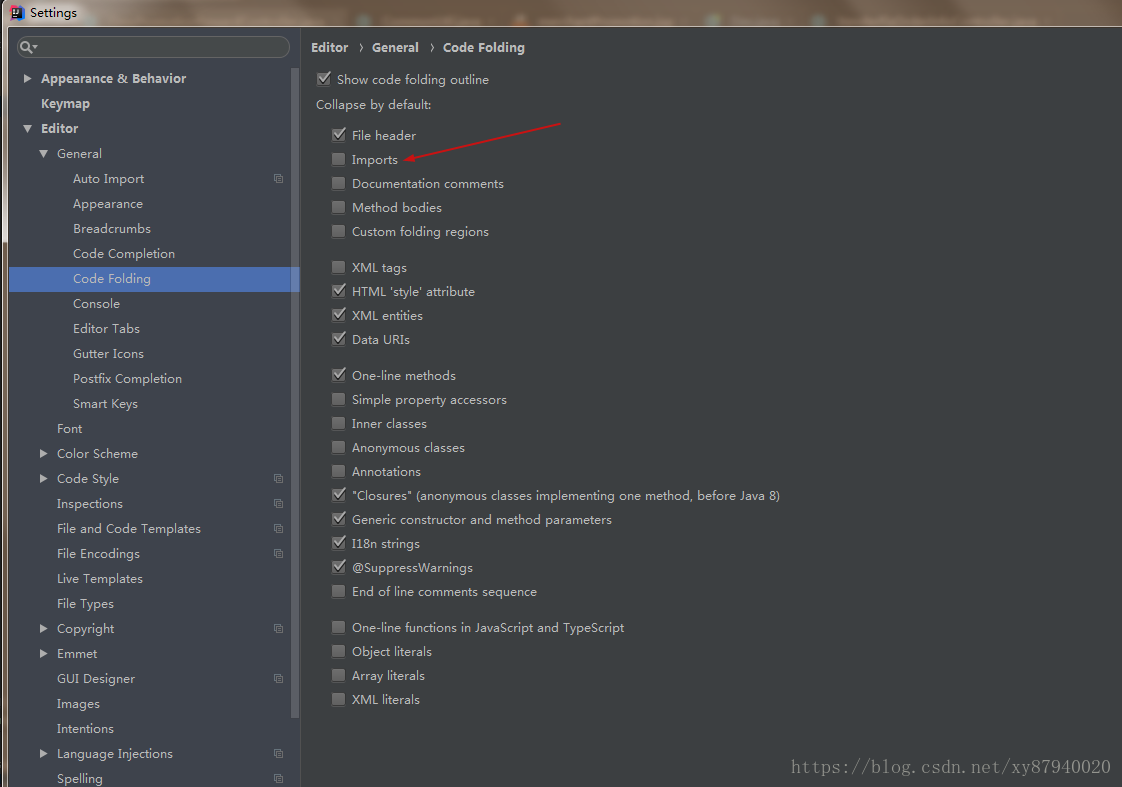 Settings
Appearance & Behavior
Keymap
Editor
General
Auto Import
Appearance
Breadcrumbs
Code Completion
Code Folding
Console
Editor Tabs
Gutter Icons
Postfix Completion
Smart Keys
Font
Color Scheme
Code Style
Inspections
File and Code Templates
File Encodings
Live Templates
File Types
Copyright
Emmet
GUI Designer
Images
Intentions
Language Injections
Spelling
Editor › General › Code Folding
Show code folding outline
Collapse by default:
File header
Imports
Documentation comments
Method bodies
Custom folding regions
XML tags
HTML 'style' attribute
XML entities
Data URIs
One-line methods
Simple property accessors
Inner classes
Anonymous classes
Annotations
"Closures" (anonymous classes implementing one method, before Java 8)
Generic constructor and method parameters
I18n strings
@SuppressWarnings
End of line comments sequence
One-line functions in JavaScript and TypeScript
Object literals
Array literals
XML literals
https://blog.csdn.net/xy87940020